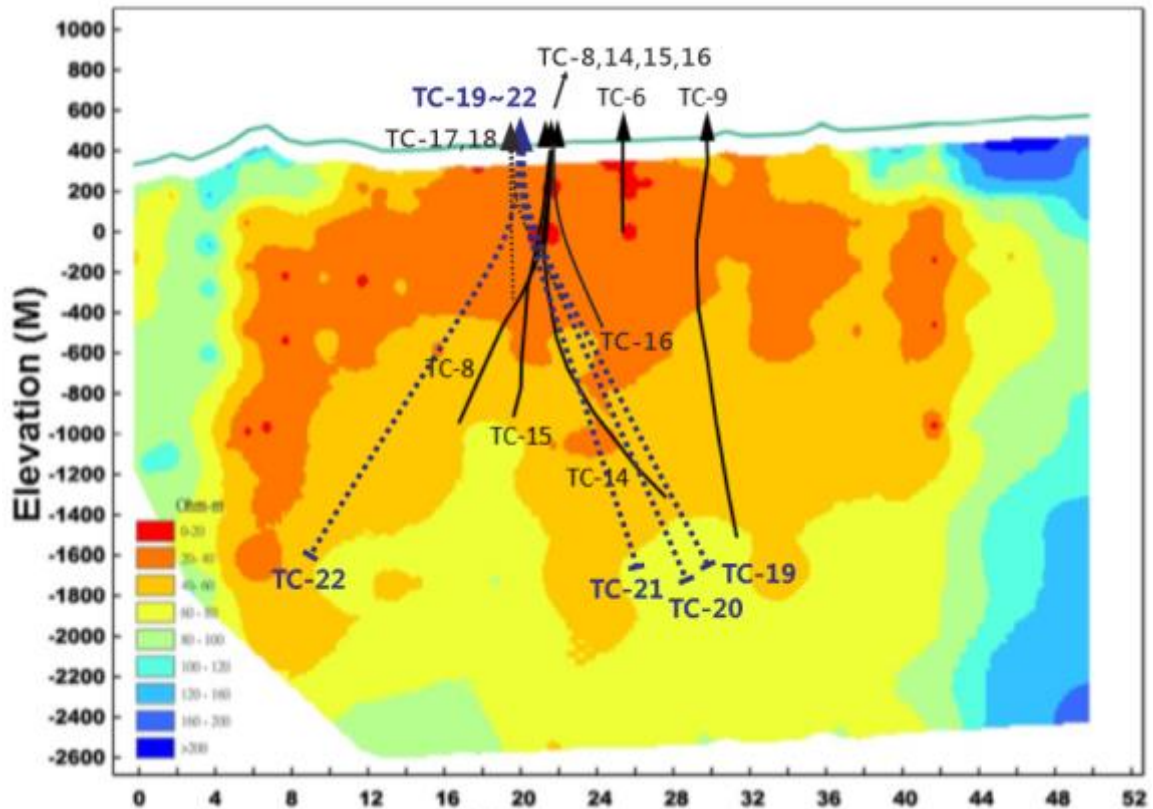 1000
800
600
400
200
0
-200
-400
-600
-800
-1000
-1200
-1400
-1600
-1800
-2000
-2200
-2400
-2600
Elevation (M)
TC-8,14,15,16
TC-19~22
TC-6
TC-9
TC-17,18
TC-16
TC-8
TC-15
TC-14
TC-22
TC-21
TC-19
TC-20
Ohm-m
0-20
20- 40
40- 60
60 - 80
80 - 100
100 - 120
120 - 160
160 - 200
>200
0 4 8 12 16 20 24 28 32 36 40 44 48 52